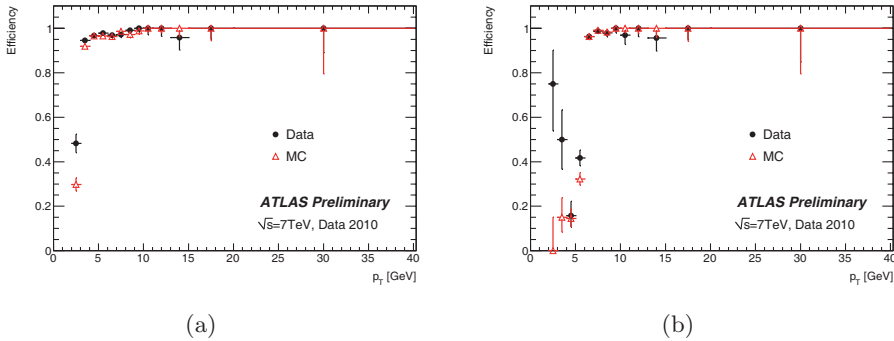 Efficiency
1
0.8
0.6
0.4
0.2
0
Data
MC
ATLAS Preliminary
√s=7TeV, Data 2010
0 5 10 15 20 25 30 35 40
p_T [GeV]
(a)
Efficiency
1
0.8
0.6
0.4
0.2
0
Data
MC
ATLAS Preliminary
√s=7TeV, Data 2010
0 5 10 15 20 25 30 35 40
p_T [GeV]
(b)